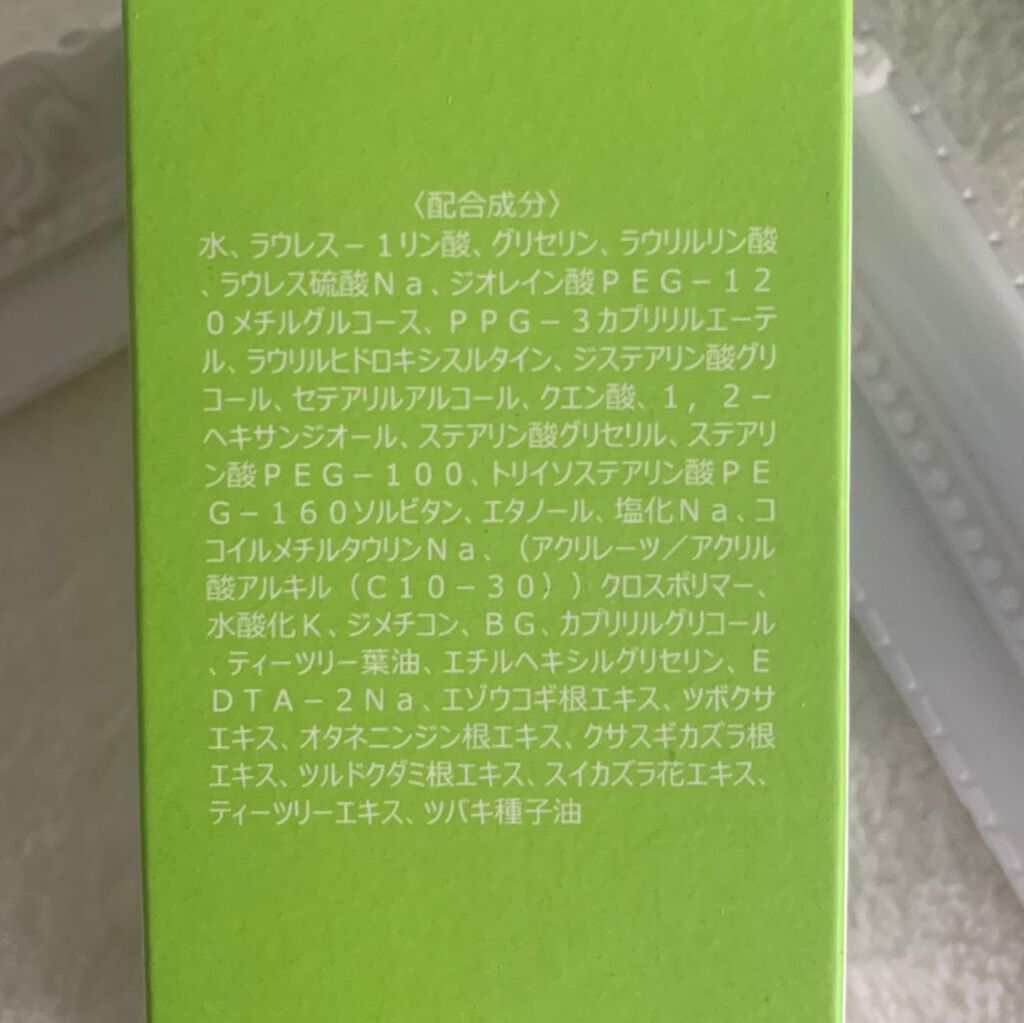 〈配合成分〉
水、ラウレス－１リン酸、グリセリン、ラウリルリン酸
、ラウレス硫酸Ｎａ、ジオレイン酸ＰＥＧ－１２
０メチルグルコース、ＰＰＧ－３カプリリルエーテ
ル、ラウリルヒドロキシスルタイン、ジステアリン酸グリ
コール、セテアリルアルコール、クエン酸、１，２－
ヘキサンジオール、ステアリン酸グリセリル、ステアリ
ン酸ＰＥＧ－１００、トリイソステアリン酸ＰＥ
Ｇ－１６０ソルビタン、エタノール、塩化Ｎａ、コ
コイルメチルタウリンＮａ、（アクリレーツ／アクリル
酸アルキル（Ｃ１０－３０））クロスポリマー、
水酸化Ｋ、ジメチコン、ＢＧ、カプリリルグリコール
、ティーツリー葉油、エチルヘキシルグリセリン、Ｅ
ＤＴＡ－２Ｎａ、エゾウコギ根エキス、ツボクサ
エキス、オタネニンジン根エキス、クサスギカズラ根
エキス、ツルドクダミ根エキス、スイカズラ花エキス、
ティーツリーエキス、ツバキ種子油